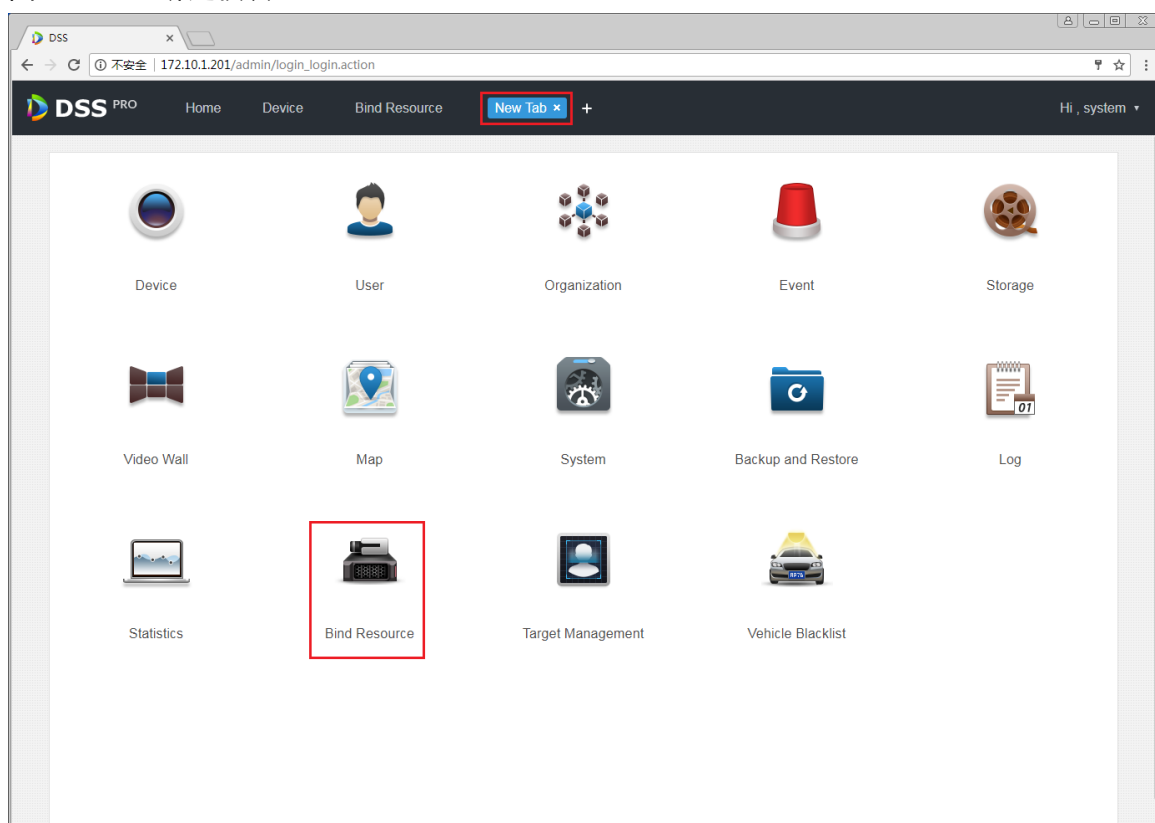 DSS
不安全 | 172.10.1.201/admin/login_login.action
DSS PRO Home Device Bind Resource New Tab × + Hi , system
Device User Organization Event Storage
01
Video Wall Map System Backup and Restore Log
Statistics Bind Resource Target Management Vehicle Blacklist